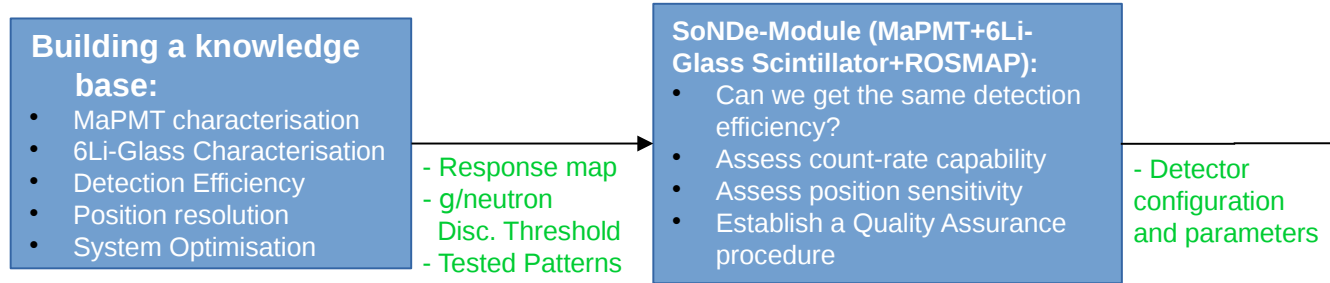 Building a knowledge
base:
• MaPMT characterisation
• 6Li-Glass Characterisation
• Detection Efficiency
• Position resolution
• System Optimisation
- Response map
- g/neutron
Disc. Threshold
- Tested Patterns
SoNDe-Module (MaPMT+6Li-
Glass Scintillator+ROSMAP):
• Can we get the same detection
efficiency?
• Assess count-rate capability
• Assess position sensitivity
• Establish a Quality Assurance
procedure
- Detector
configuration
and parameters